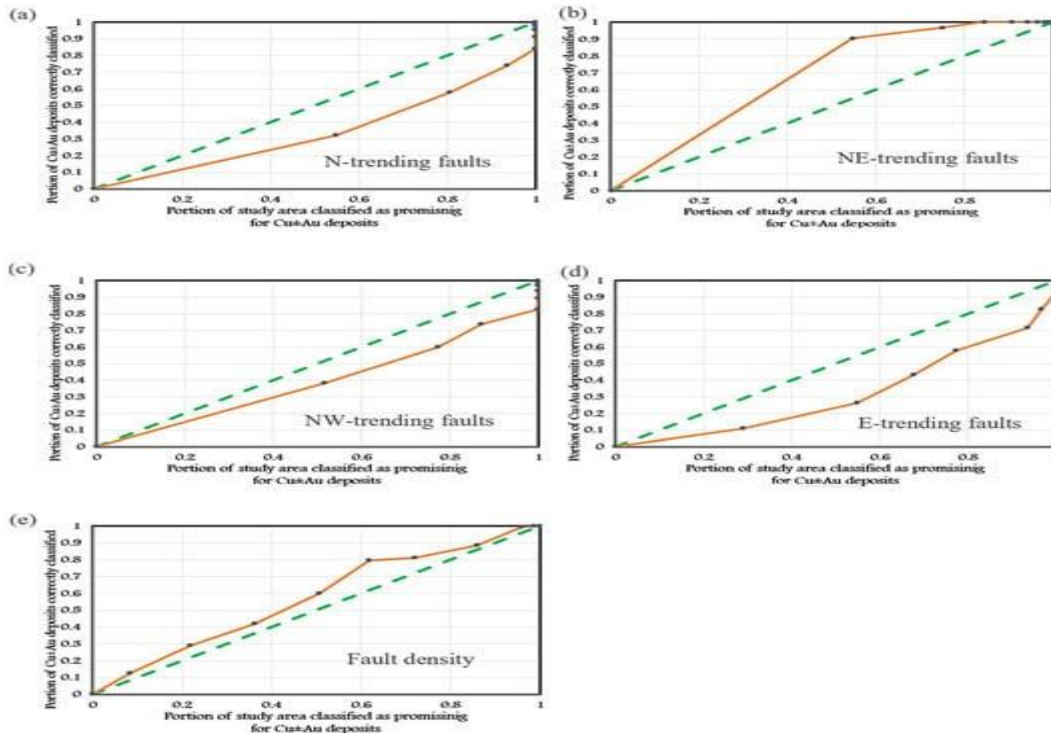 (a)
Portion of Cu±Au deposits correctly classified
1
0.9
0.8
0.7
0.6
0.5
0.4
0.3
0.2
0.1
0
N-trending faults
0 0.2 0.4 0.6 0.8 1
Portion of study area classified as promisinig
for Cu±Au deposits
(b)
Portion of Cu±Au deposits correctly classified
1
0.9
0.8
0.7
0.6
0.5
0.4
0.3
0.2
0.1
0
NE-trending faults
0 0.2 0.4 0.6 0.8
Portion of study area classified as promisinig
for Cu±Au deposits
(c)
Portion of Cu±Au deposits correctly classified
1
0.9
0.8
0.7
0.6
0.5
0.4
0.3
0.2
0.1
0
NW-trending faults
0 0.2 0.4 0.6 0.8 1
Portion of study area classified as promisinig
for Cu±Au deposits
(d)
Portion of Cu±Au deposits correctly classified
1
0.9
0.8
0.7
0.6
0.5
0.4
0.3
0.2
0.1
0
E-trending faults
0 0.2 0.4 0.6 0.8
Portion of study area classified as promisinig
for Cu±Au deposits
(e)
Portion of Cu±Au deposits correctly classified
1
0.9
0.8
0.7
0.6
0.5
0.4
0.3
0.2
0.1
0
Fault density
0 0.2 0.4 0.6 0.8 1
Portion of study area classified as promisinig
for Cu±Au deposits